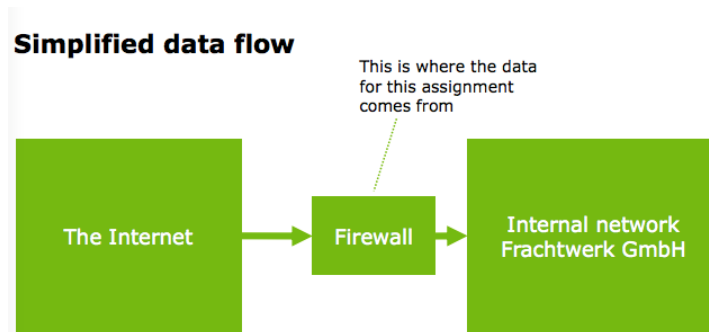 Simplified data flow
This is where the data
for this assignment
comes from
The Internet
Firewall
Internal network
Frachtwerk GmbH